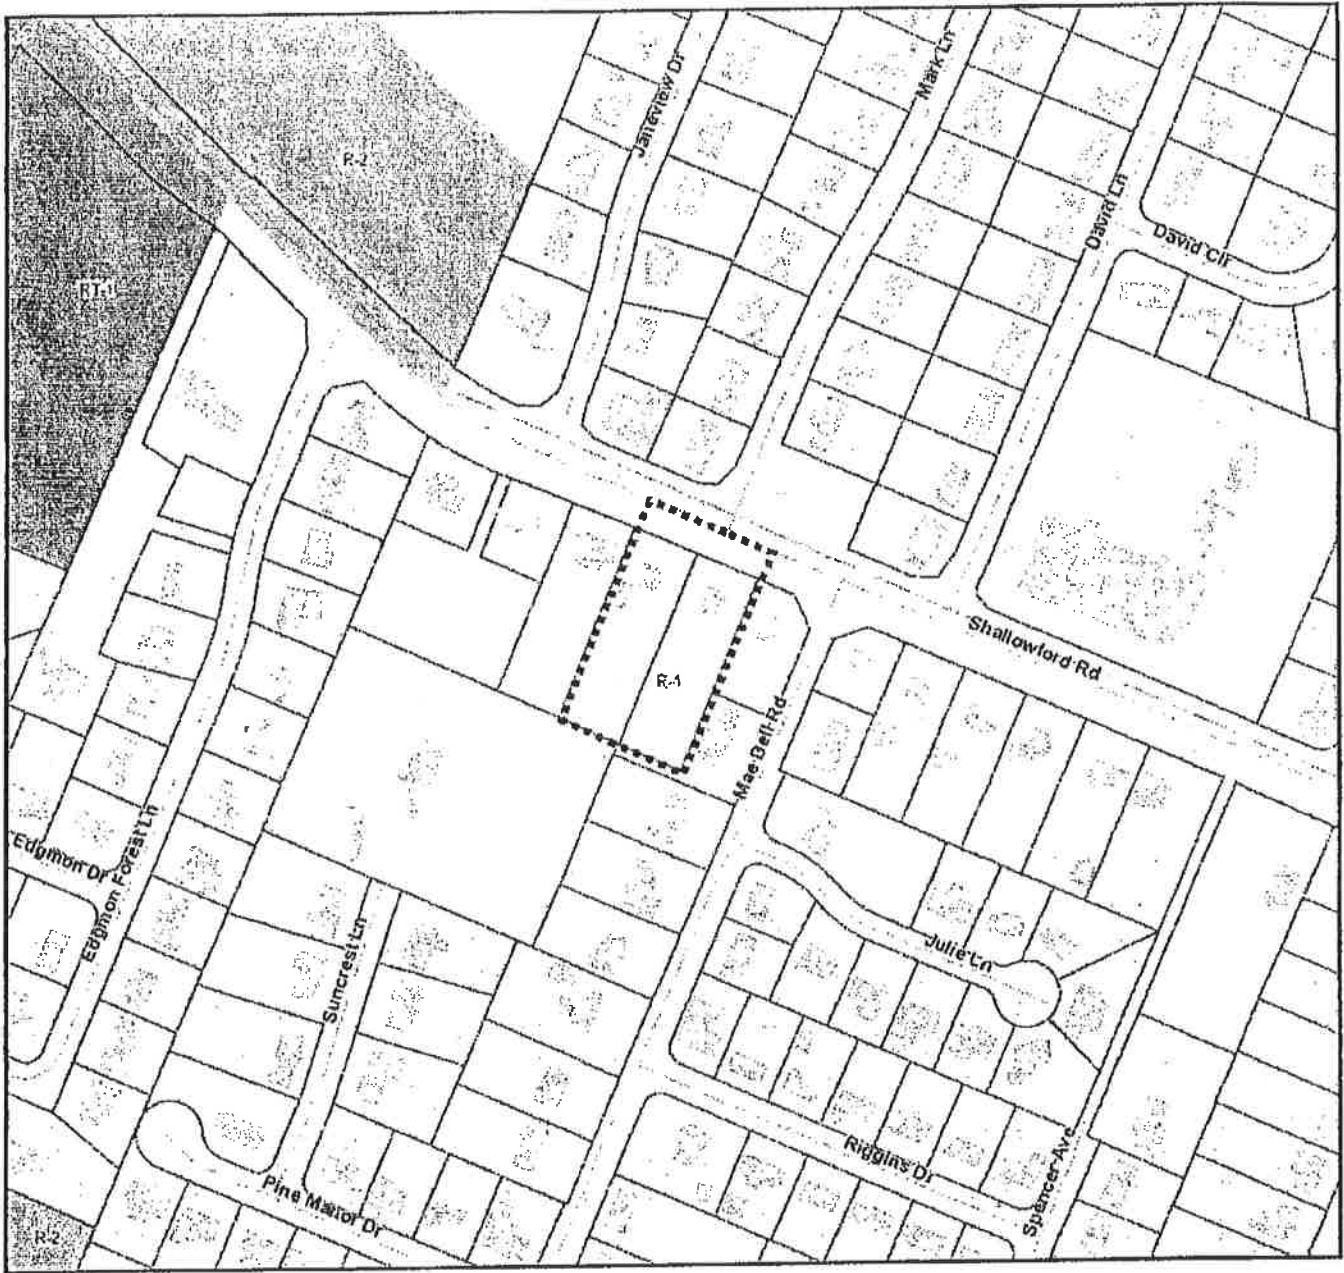 Janeview Dr
Mark Ln
R-2
David Ln
David Cir
RT-1
Shallowford Rd
R-1
Mae Bell Rd
Edgmon Dr
Edgmon Forest Ln
Suncrest Ln
Julie Ln
Riggins Dr
Spencer Ave
Pine Manor Dr
R-2